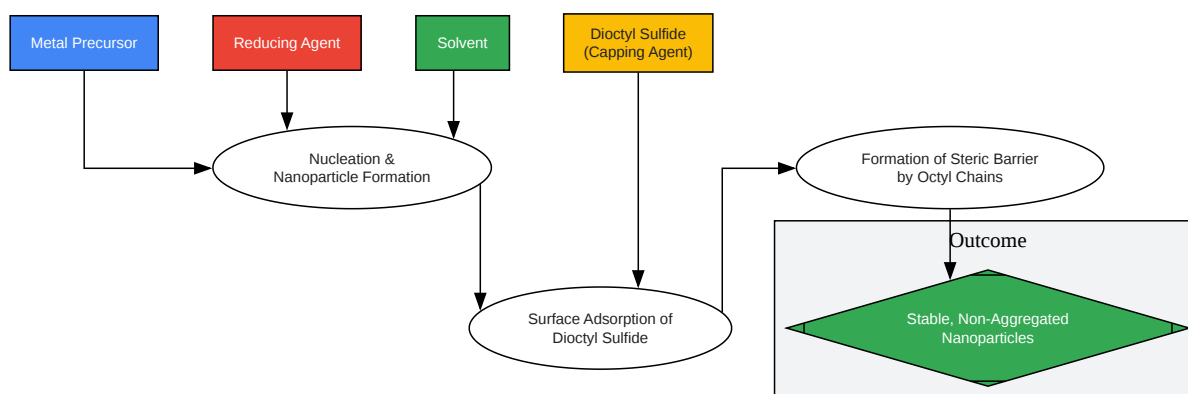 Metal Precursor
Reducing Agent
Solvent
Dioctyl Sulfide
(Capping Agent)
Nucleation &
Nanoparticle Formation
Formation of Steric Barrier
by Octyl Chains
Outcome
Surface Adsorption of
Dioctyl Sulfide
Stable, Non-Aggregated
Nanoparticles